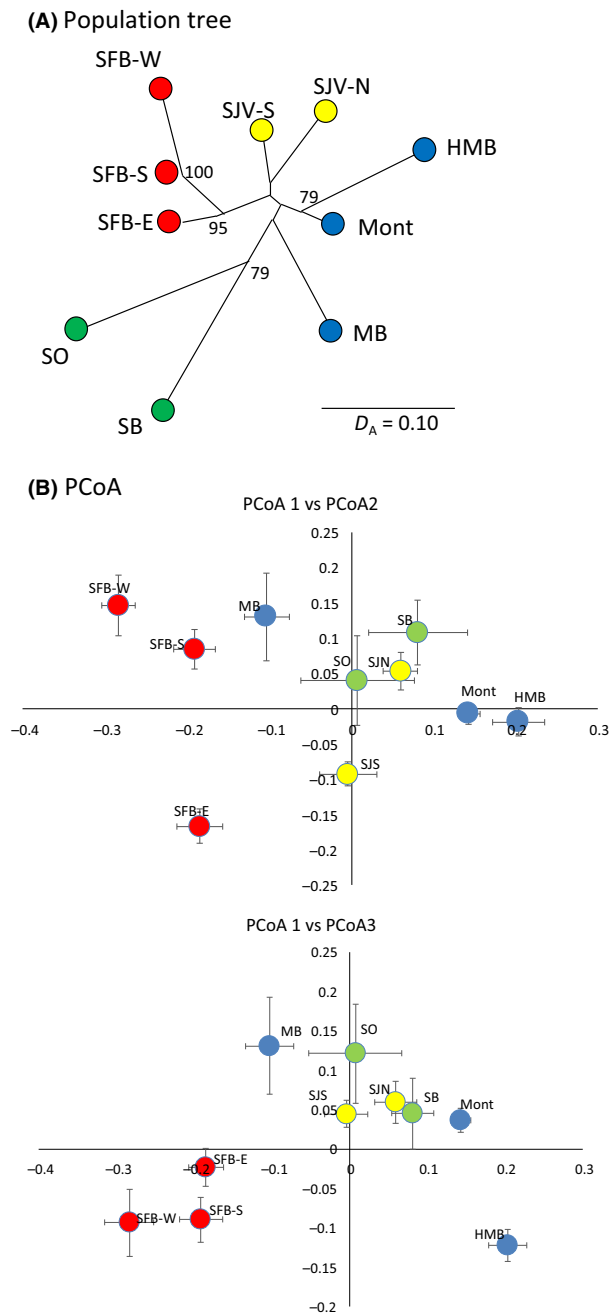 (A) Population tree
SFB-W
SJV-N
SJV-S
HMB
SFB-S
100
79
SFB-E
95
Mont
79
MB
SO
SB
D_A = 0.10
(B) PCoA
PCoA 1 vs PCoA2
0.25
0.2
SFB-W
0.15
MB
SB
0.1
SFB-S
SO
SJN
0.05
Mont
HMB
0
−0.4
−0.3
−0.2
−0.1
0
0.1
0.2
0.3
−0.05
SJS
−0.1
SFB-E
−0.15
−0.2
−0.25
PCoA 1 vs PCoA3
0.25
0.2
0.15
MB
SO
0.1
SJS
SJN
SB
Mont
0.05
0
−0.4
−0.3
−0.2
−0.1
0
0.1
0.2
0.3
SFB-E
−0.05
SFB-W
SFB-S
−0.1
HMB
−0.15
−0.2